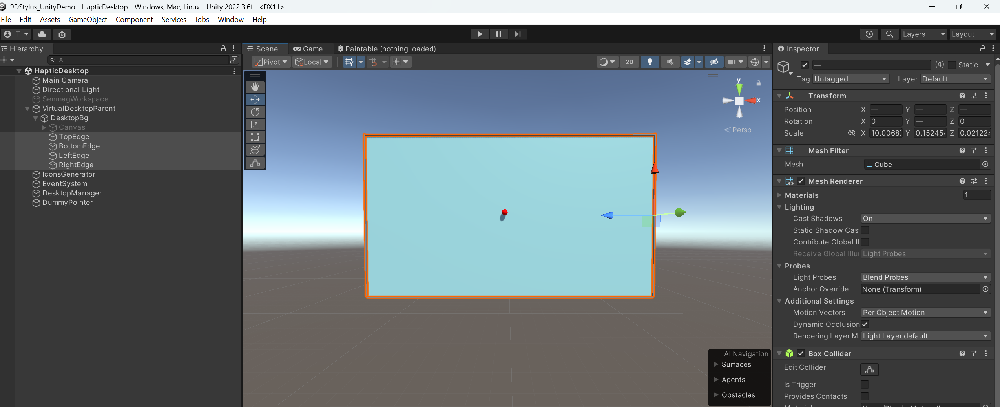 9DStylus_UnityDemo - HapticDesktop - Windows, Mac, Linux - Unity 2022.3.6f1 <DX11>
File Edit Assets GameObject Component Services Jobs Window Help
T Layers Layout
Hierarchy
All
HapticDesktop
Main Camera
Directional Light
SenmagWorkspace
VirtualDesktopParent
DesktopBg
Canvas
TopEdge
BottomEdge
LeftEdge
RightEdge
IconsGenerator
EventSystem
DesktopManager
DummyPointer
Scene Game Paintable (nothing loaded)
Pivot Local 2D
y
x
Persp
AI Navigation
Surfaces
Agents
Obstacles
Inspector
— (4) Static
Tag Untagged Layer Default
Transform
Position X — Y — Z —
Rotation X 0 Y — Z 0
Scale X 10.0068 Y 0.15245 Z 0.02122
Mesh Filter
Mesh Cube
Mesh Renderer
Materials 1
Lighting
Cast Shadows On
Static Shadow Cas
Contribute Global Il
Receive Global Illu Light Probes
Probes
Light Probes Blend Probes
Anchor Override None (Transform)
Additional Settings
Motion Vectors Per Object Motion
Dynamic Occlusion
Rendering Layer M Light Layer default
Box Collider
Edit Collider
Is Trigger
Provides Contacts